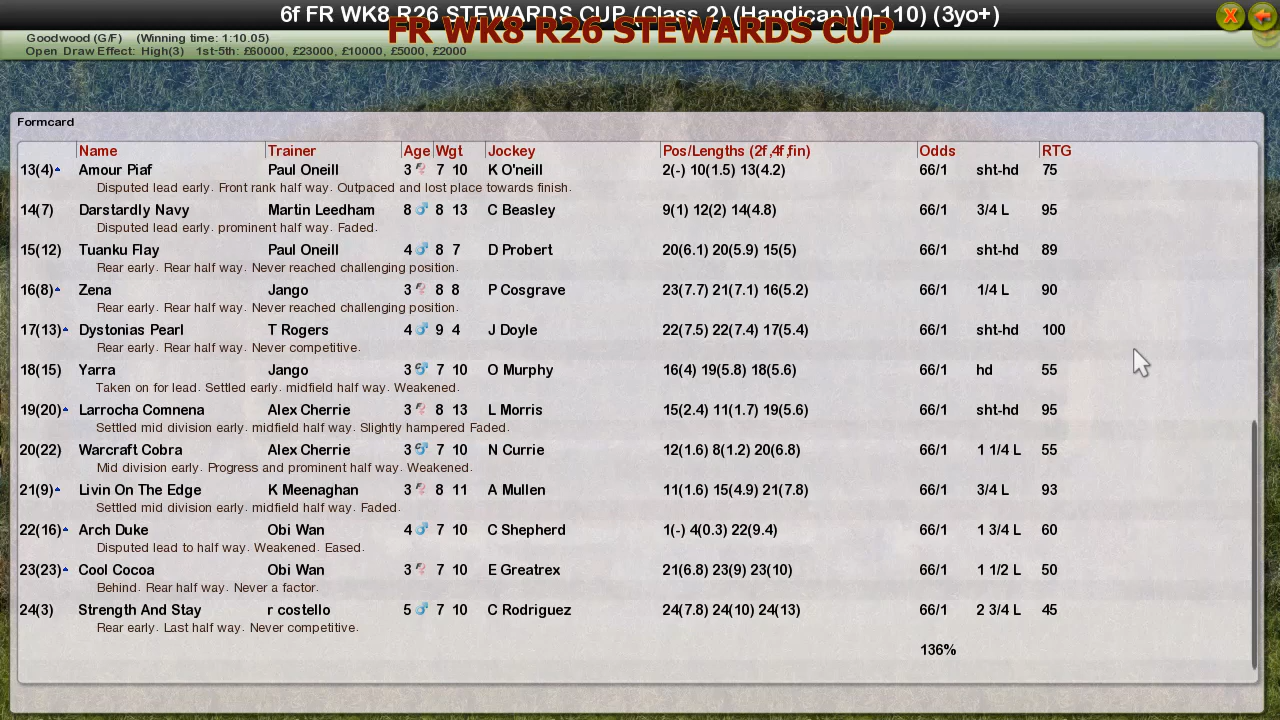 6f FR WK8 R26 STEWARDS CUP (Class 2) (Handicap)(0-110) (3yo+)
FR WK8 R26 STEWARDS CUP
Goodwood (G/F) (Winning time: 1:10.05)
Open Draw Effect: High(3) 1st-5th: £60000, £23000, £10000, £5000, £2000
Formcard
Name Trainer Age Wgt Jockey Pos/Lengths (2f,4f,fin) Odds RTG
13(4) Amour Piaf Paul Oneill 3 7 10 K O'neill 2(-) 10(1.5) 13(4.2) 66/1 sht-hd 75
Disputed lead early. Front rank half way. Outpaced and lost place towards finish.
14(7) Darstardly Navy Martin Leedham 8 8 13 C Beasley 9(1) 12(2) 14(4.8) 66/1 3/4 L 95
Disputed lead early. prominent half way. Faded.
15(12) Tuanku Flay Paul Oneill 4 8 7 D Probert 20(6.1) 20(5.9) 15(5) 66/1 sht-hd 89
Rear early. Rear half way. Never reached challenging position.
16(8) Zena Jango 3 8 8 P Cosgrave 23(7.7) 21(7.1) 16(5.2) 66/1 1/4 L 90
Rear early. Rear half way. Never reached challenging position.
17(13) Dystonias Pearl T Rogers 4 9 4 J Doyle 22(7.5) 22(7.4) 17(5.4) 66/1 sht-hd 100
Rear early. Rear half way. Never competitive.
18(15) Yarra Jango 3 7 10 O Murphy 16(4) 19(5.8) 18(5.6) 66/1 hd 55
Taken on for lead. Settled early. midfield half way. Weakened.
19(20) Larrocha Comnena Alex Cherrie 3 8 13 L Morris 15(2.4) 11(1.7) 19(5.6) 66/1 sht-hd 95
Settled mid division early. midfield half way. Slightly hampered Faded.
20(22) Warcraft Cobra Alex Cherrie 3 7 10 N Currie 12(1.6) 8(1.2) 20(6.8) 66/1 1 1/4 L 55
Mid division early. Progress and prominent half way. Weakened.
21(9) Livin On The Edge K Meenaghan 3 8 11 A Mullen 11(1.6) 15(4.9) 21(7.8) 66/1 3/4 L 93
Settled mid division early. midfield half way. Faded.
22(16) Arch Duke Obi Wan 4 7 10 C Shepherd 1(-) 4(0.3) 22(9.4) 66/1 1 3/4 L 60
Disputed lead to half way. Weakened. Eased.
23(23) Cool Cocoa Obi Wan 3 7 10 E Greatrex 21(6.8) 23(9) 23(10) 66/1 1 1/2 L 50
Behind. Rear half way. Never a factor.
24(3) Strength And Stay r costello 5 7 10 C Rodriguez 24(7.8) 24(10) 24(13) 66/1 2 3/4 L 45
Rear early. Last half way. Never competitive.
136%